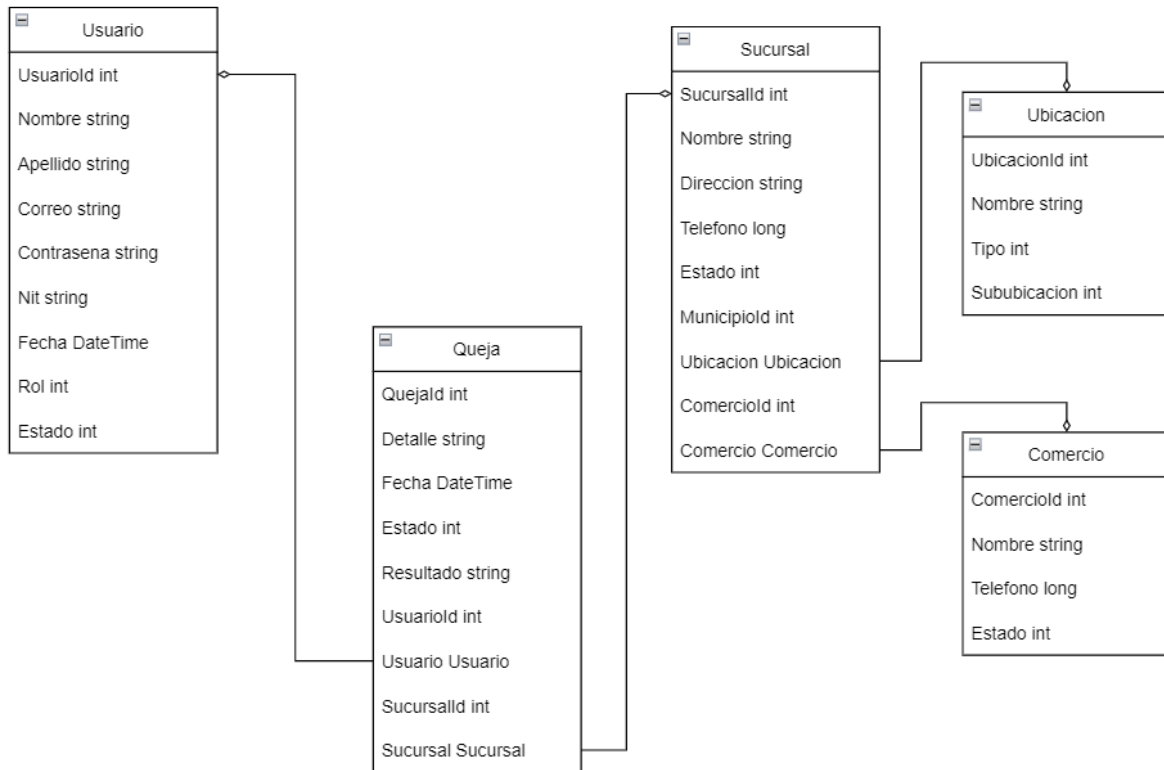 Usuario
UsuarioId int
Nombre string
Apellido string
Correo string
Contrasena string
Nit string
Fecha DateTime
Rol int
Estado int
Queja
QuejaId int
Detalle string
Fecha DateTime
Estado int
Resultado string
UsuarioId int
Usuario Usuario
SucursalId int
Sucursal Sucursal
Sucursal
SucursalId int
Nombre string
Direccion string
Telefono long
Estado int
MunicipioId int
Ubicacion Ubicacion
ComercioId int
Comercio Comercio
Ubicacion
UbicacionId int
Nombre string
Tipo int
Sububicacion int
Comercio
ComercioId int
Nombre string
Telefono long
Estado int